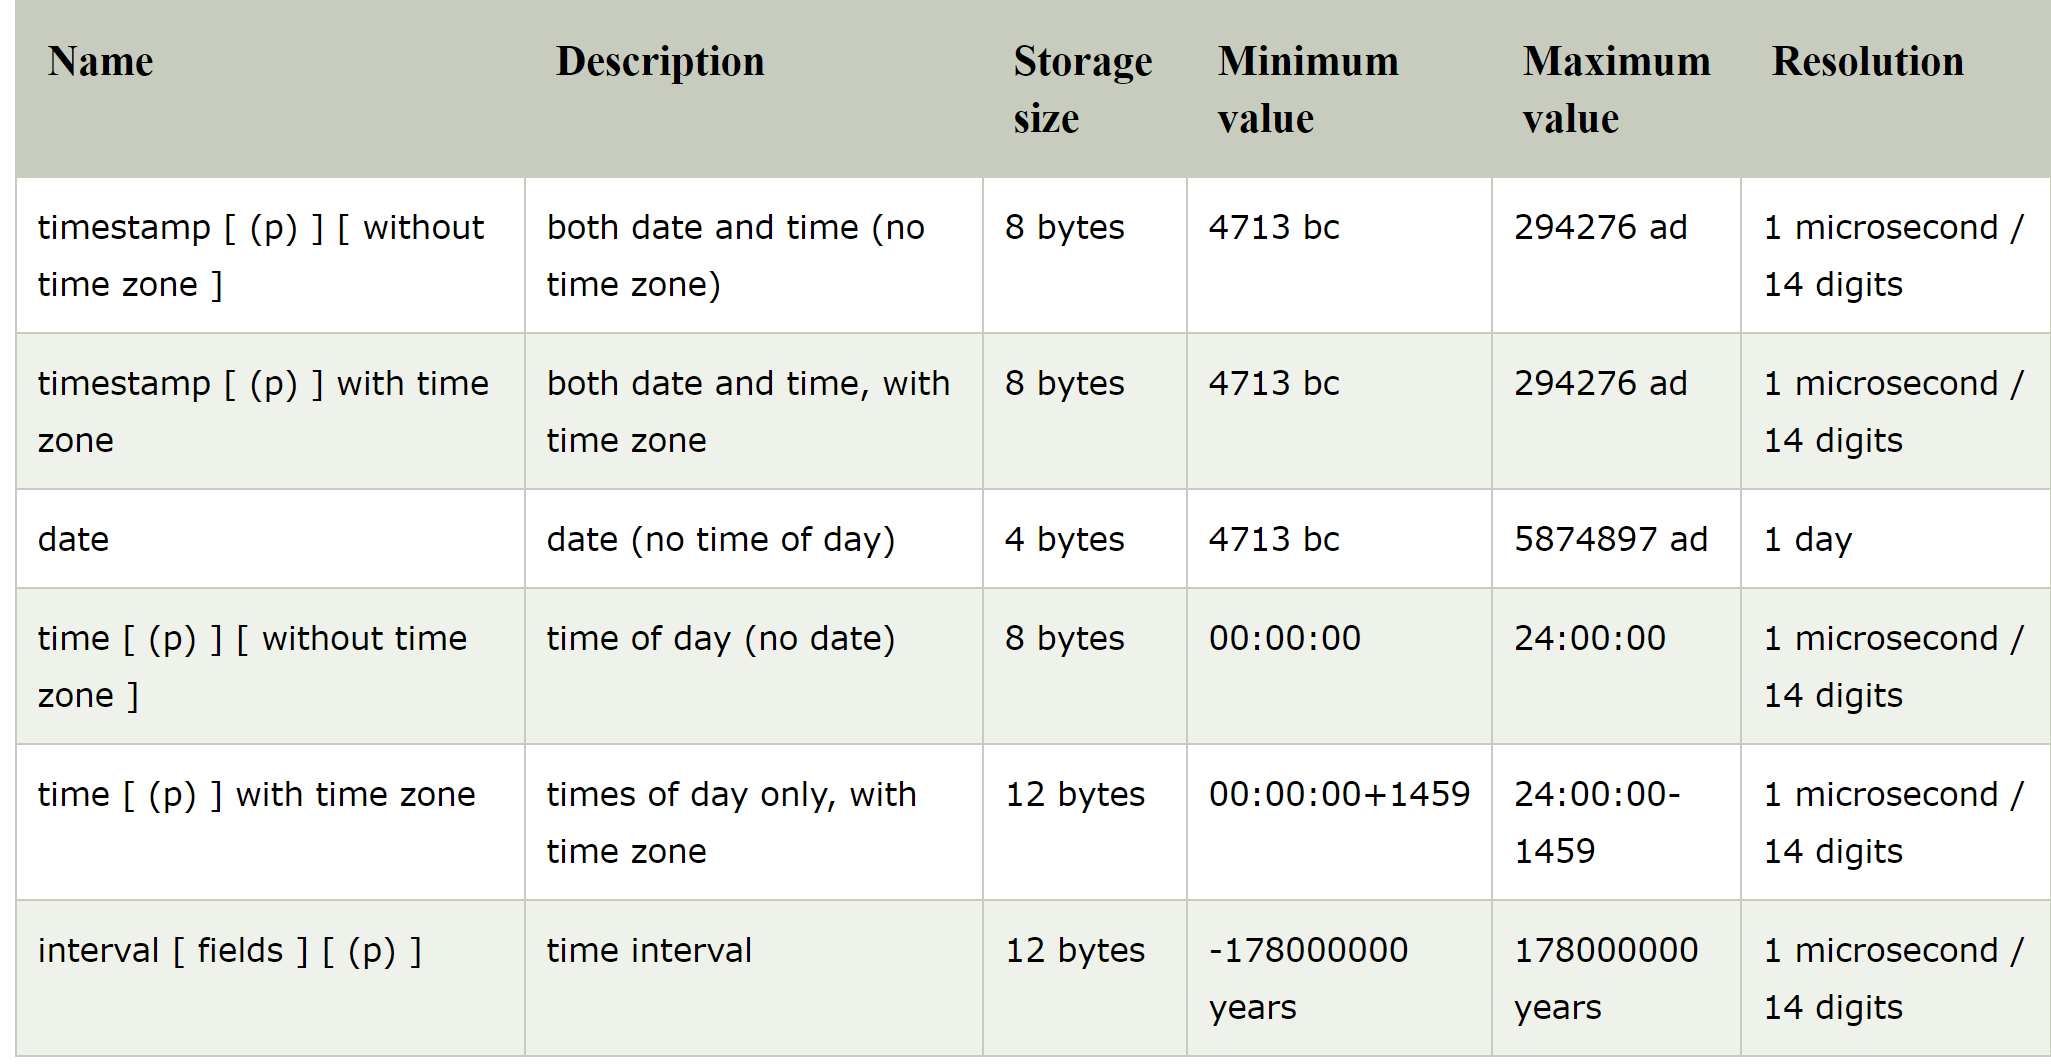 Name Description Storage size Minimum value Maximum value Resolution
timestamp [ (p) ] [ without time zone ] both date and time (no time zone) 8 bytes 4713 bc 294276 ad 1 microsecond / 14 digits
timestamp [ (p) ] with time zone both date and time, with time zone 8 bytes 4713 bc 294276 ad 1 microsecond / 14 digits
date date (no time of day) 4 bytes 4713 bc 5874897 ad 1 day
time [ (p) ] [ without time zone ] time of day (no date) 8 bytes 00:00:00 24:00:00 1 microsecond / 14 digits
time [ (p) ] with time zone times of day only, with time zone 12 bytes 00:00:00+1459 24:00:00-1459 1 microsecond / 14 digits
interval [ fields ] [ (p) ] time interval 12 bytes -178000000 years 178000000 years 1 microsecond / 14 digits